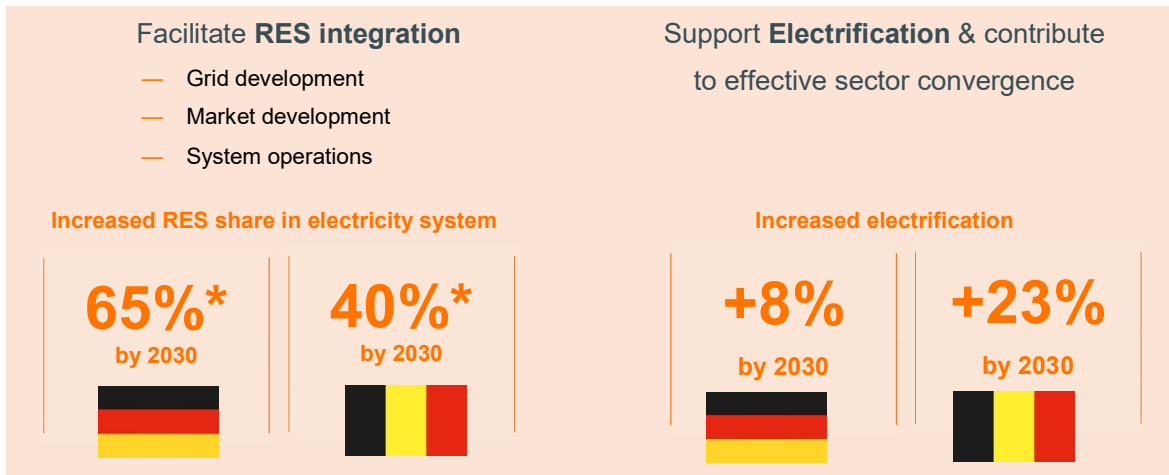 Facilitate RES integration
— Grid development
— Market development
— System operations
Increased RES share in electricity system
65%*
by 2030
40%*
by 2030
Support Electrification & contribute
to effective sector convergence
Increased electrification
+8%
by 2030
+23%
by 2030